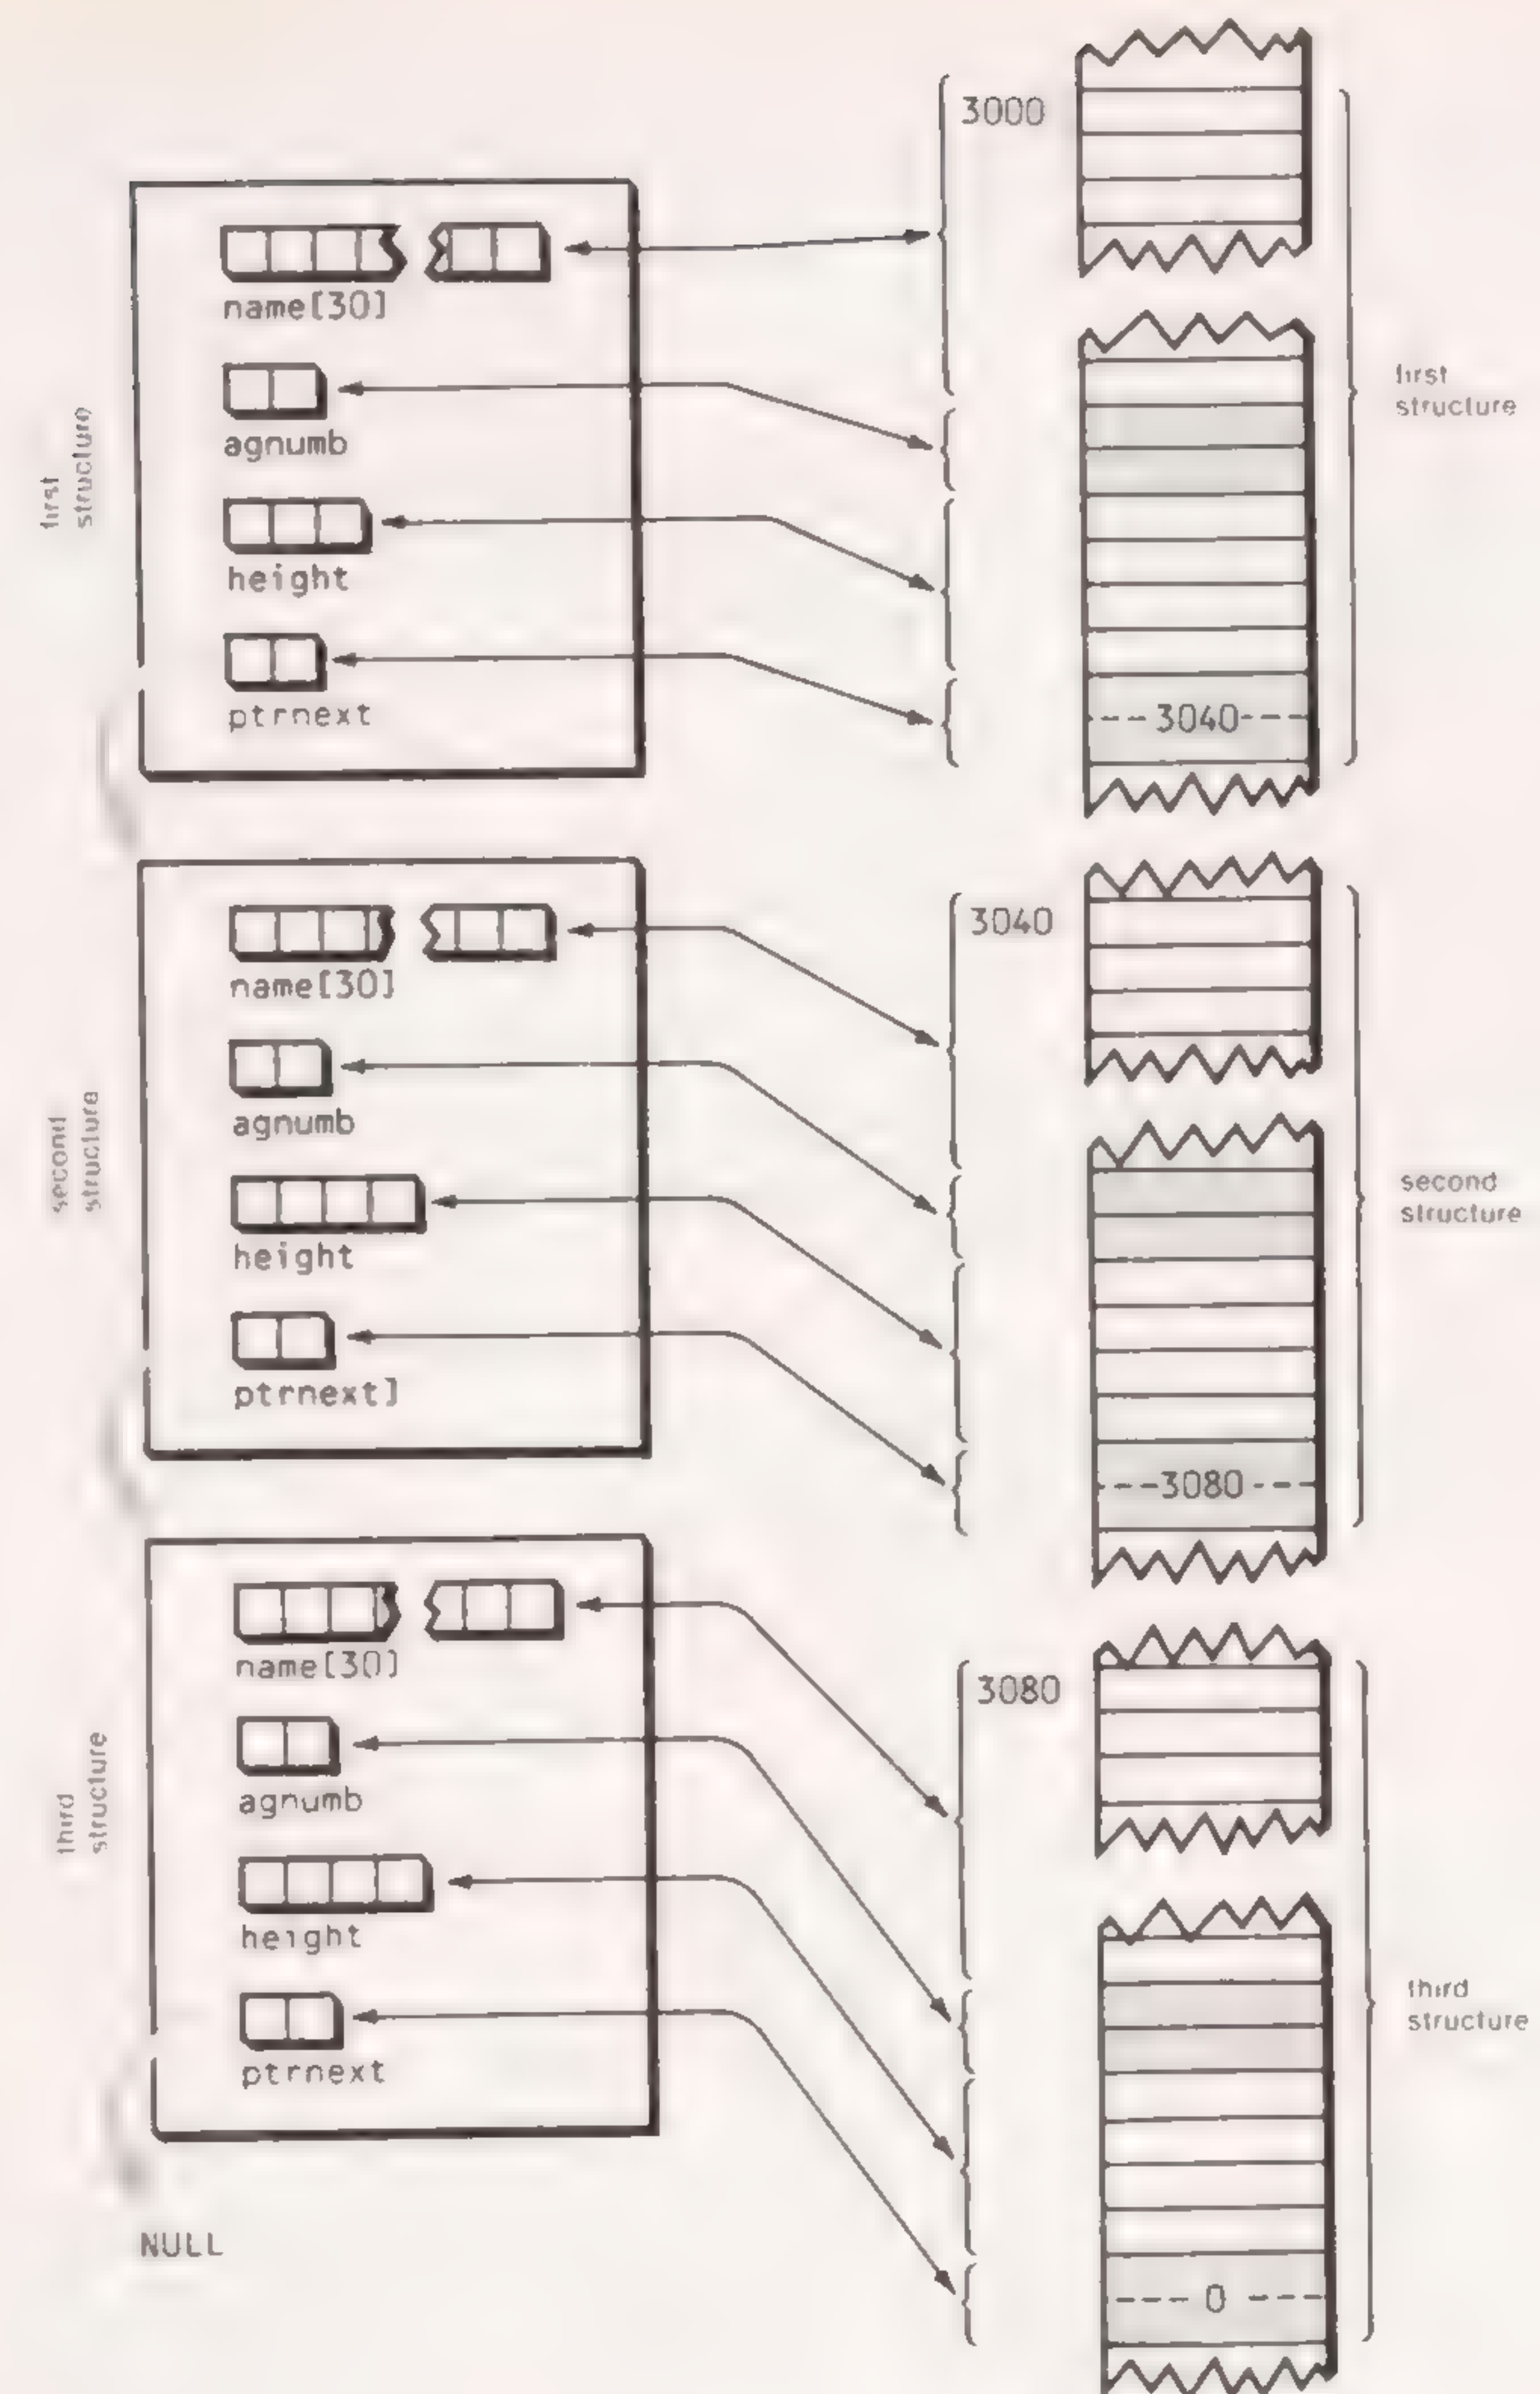 first
structure
name[30]
agnumb
height
ptrnext
3000
---3040---
first
structure
second
structure
name[30]
agnumb
height
ptrnext]
3040
---3080---
second
structure
third
structure
name[30]
agnumb
height
ptrnext
NULL
3080
---- 0 ----
third
structure